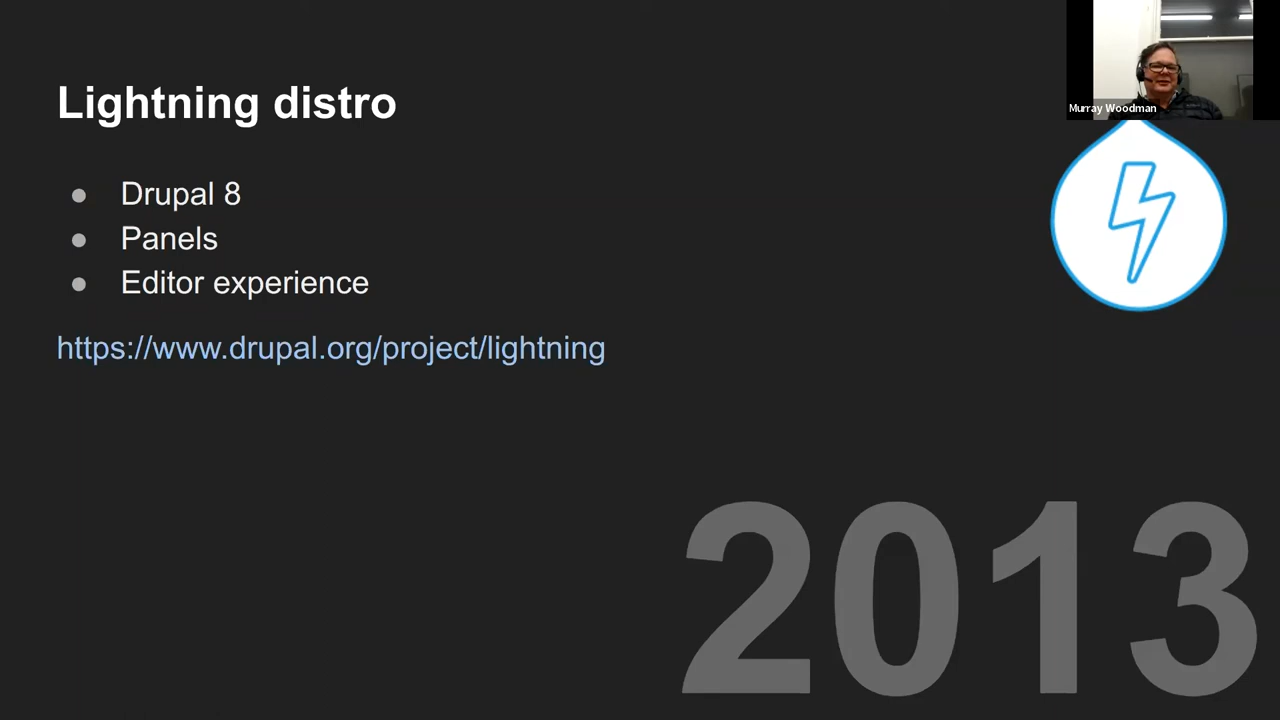 Lightning distro
Murray Woodman
● Drupal 8
● Panels
● Editor experience
https://www.drupal.org/project/lightning
2013